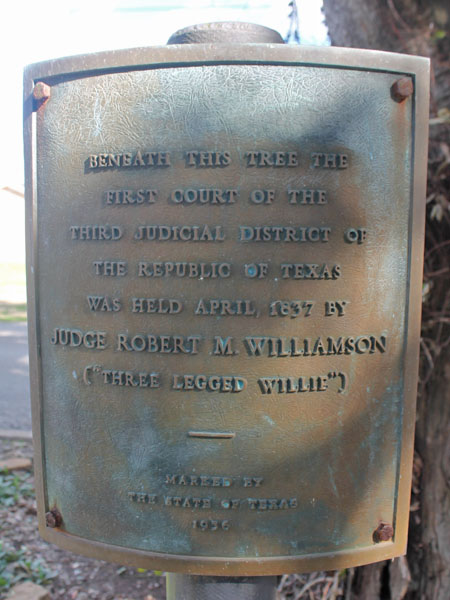 BENEATH THIS TREE THE
FIRST COURT OF THE
THIRD JUDICIAL DISTRICT OF
THE REPUBLIC OF TEXAS
WAS HELD APRIL, 1837 BY
JUDGE ROBERT M. WILLIAMSON
("THREE LEGGED WILLIE")
MARKED BY
THE STATE OF TEXAS
1936